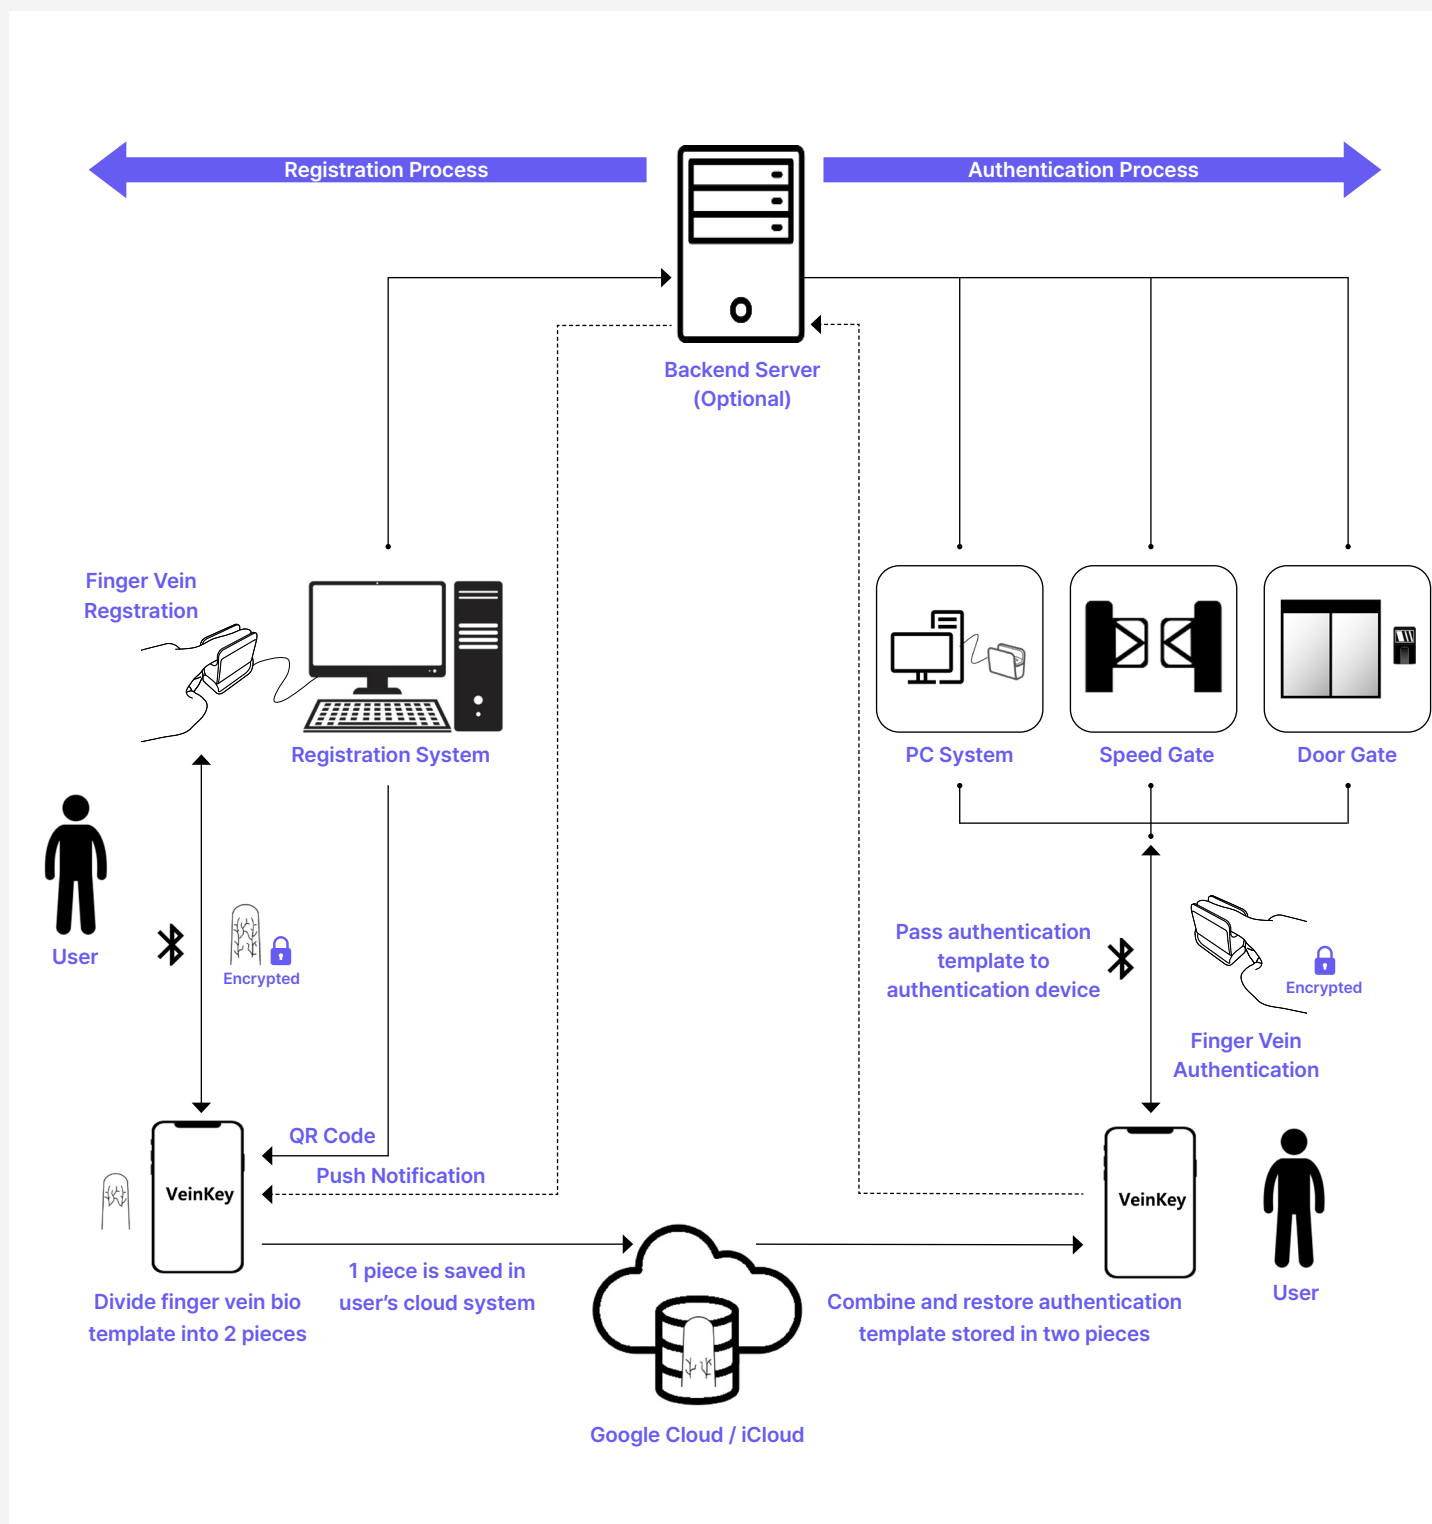 Registration Process
Authentication Process
Backend Server
(Optional)
Finger Vein
Regstration
Registration System
PC System
Speed Gate
Door Gate
User
Encrypted
Pass authentication
template to
authentication device
Encrypted
Finger Vein
Authentication
QR Code
Push Notification
VeinKey
VeinKey
1 piece is saved in
user's cloud system
Divide finger vein bio
template into 2 pieces
Combine and restore authentication
template stored in two pieces
User
Google Cloud / iCloud